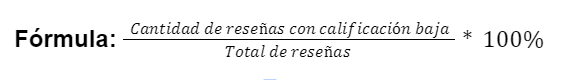 Fórmula: Cantidad de reseñas con calificación baja / Total de reseñas * 100%